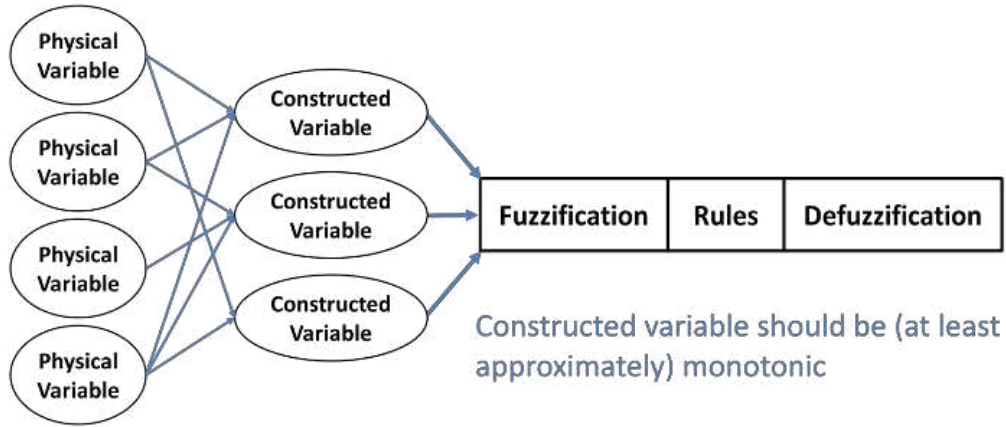 Physical
Variable
Physical
Variable
Physical
Variable
Physical
Variable
Constructed
Variable
Constructed
Variable
Constructed
Variable
Fuzzification Rules Defuzzification
Constructed variable should be (at least
approximately) monotonic